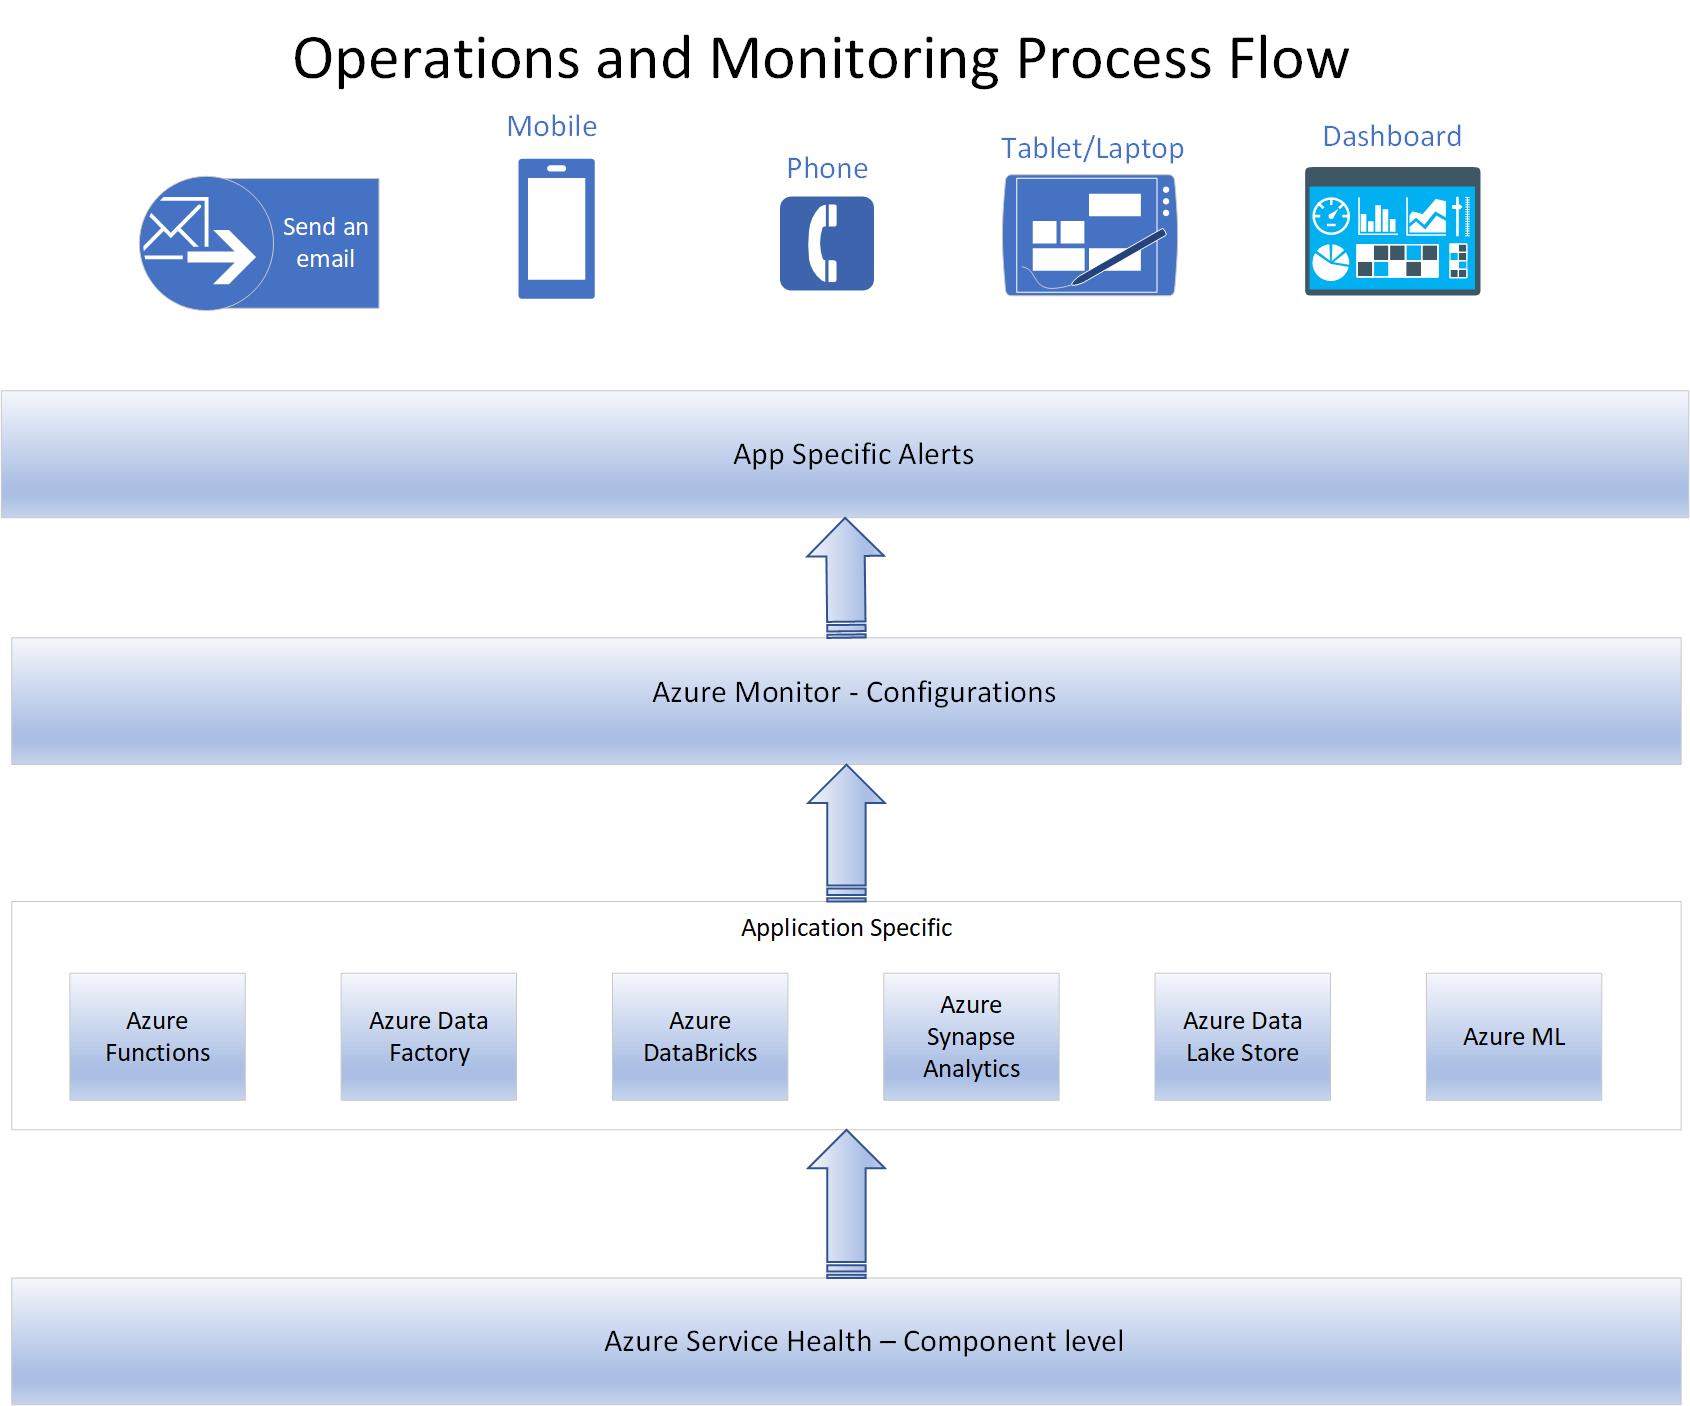 Operations and Monitoring Process Flow
Mobile
Phone
Tablet/Laptop
Dashboard
Send an
email
App Specific Alerts
Azure Monitor - Configurations
Application Specific
Azure
Functions
Azure Data
Factory
Azure
DataBricks
Azure
Synapse
Analytics
Azure Data
Lake Store
Azure ML
Azure Service Health – Component level